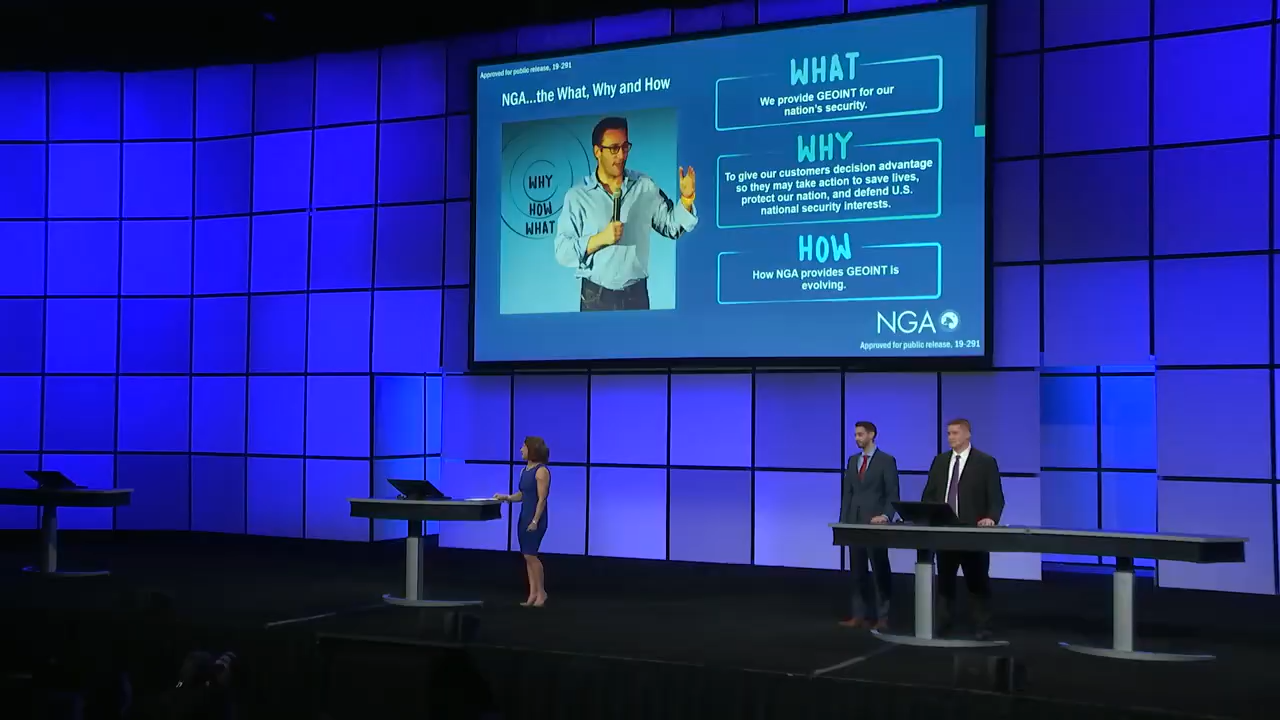 Approved for public release, 19-291
NGA...the What, Why and How
WHY
HOW
WHAT
WHAT
We provide GEOINT for our
nation's security.
WHY
To give our customers decision advantage
so they may take action to save lives,
protect our nation, and defend U.S.
national security interests.
HOW
How NGA provides GEOINT is
evolving.
NGA
Approved for public release, 19-291